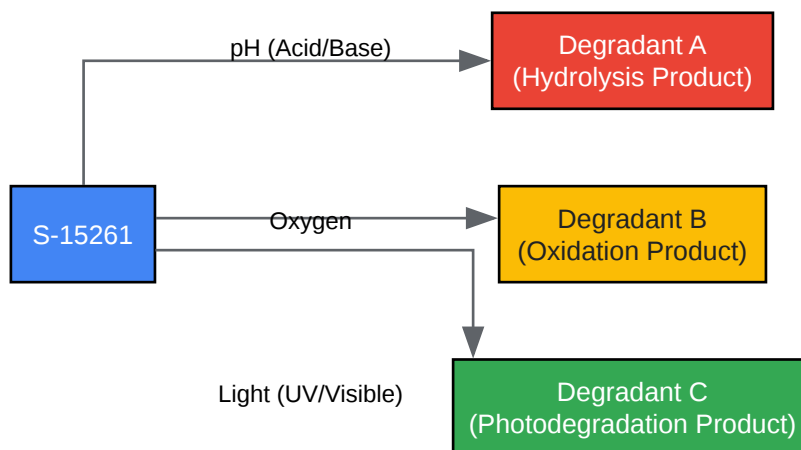 pH (Acid/Base)
Degradant A
(Hydrolysis Product)
S-15261
Oxygen
Degradant B
(Oxidation Product)
Light (UV/Visible)
Degradant C
(Photodegradation Product)